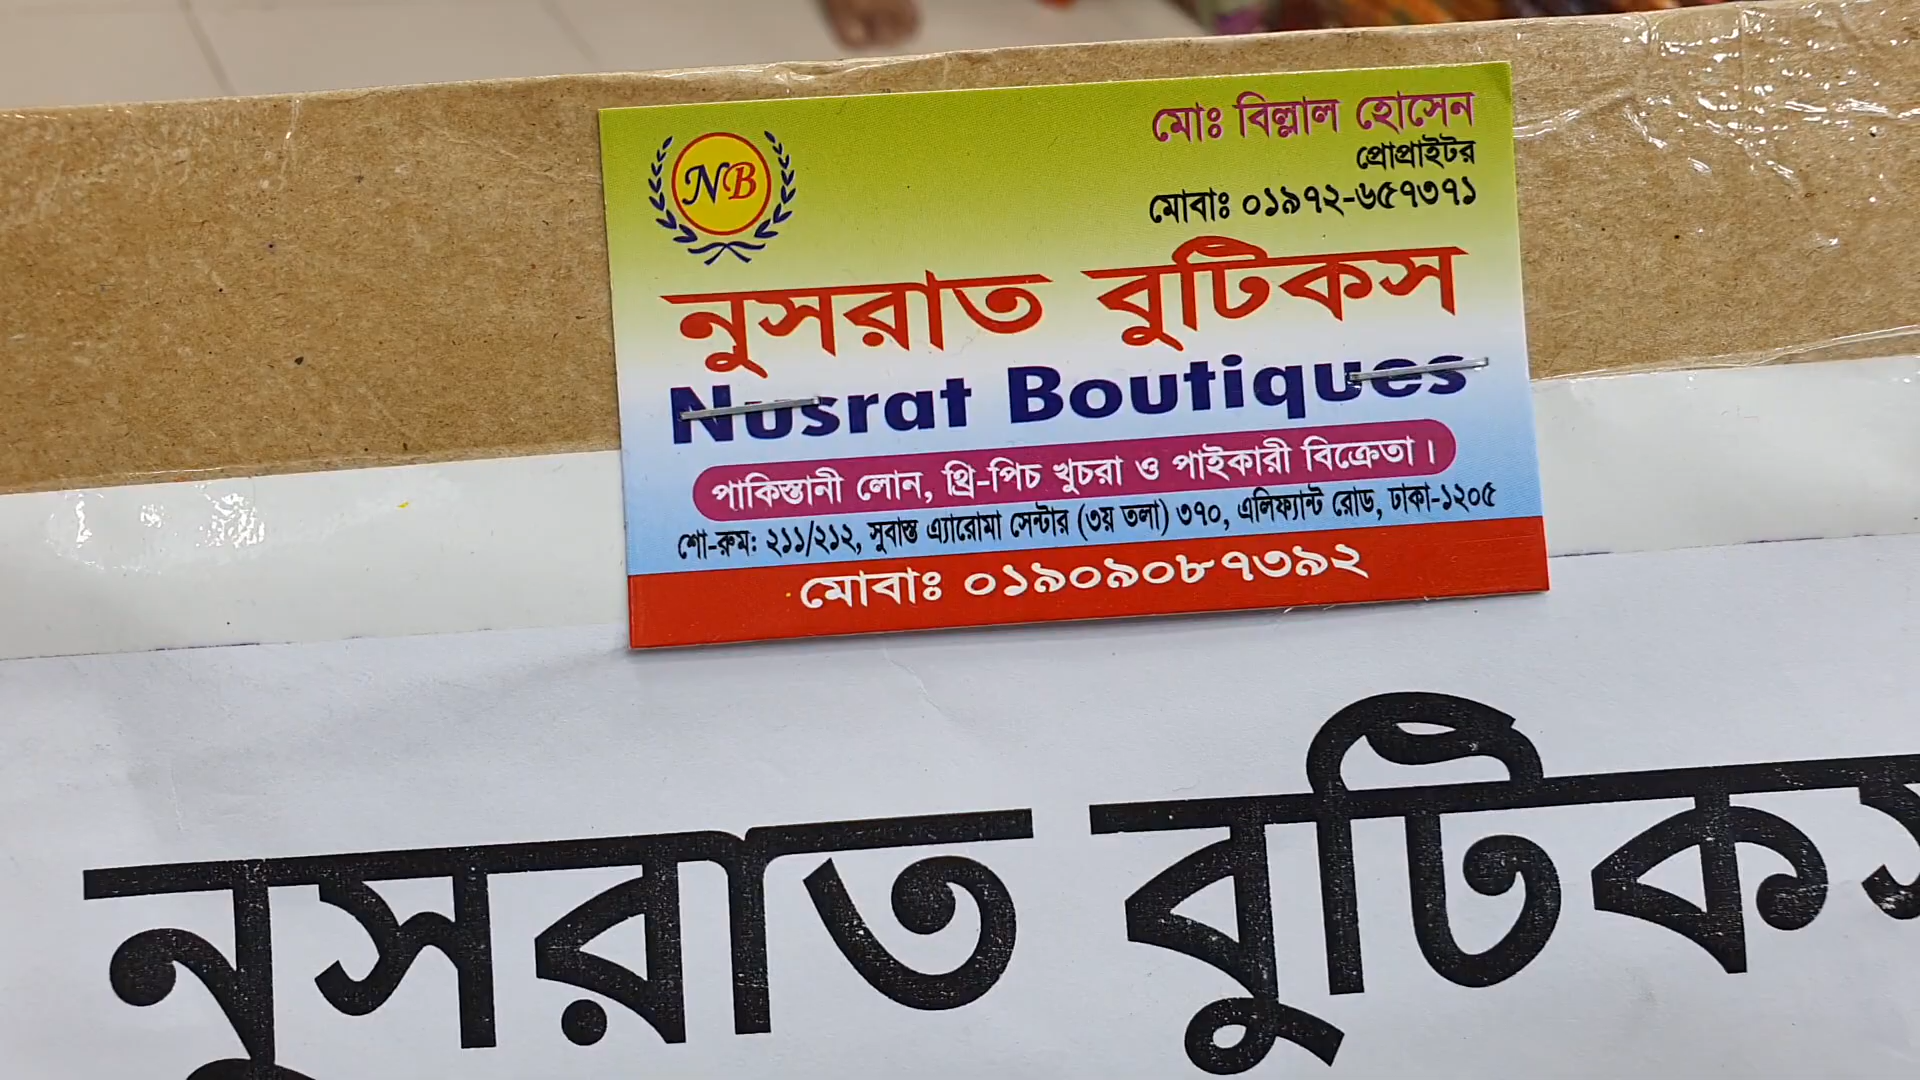 NB
মোঃ বিল্লাল হোসেন
প্রোপ্রাইটর
মোবাঃ ০১৯৭২-৬৫৭৩৭১
নুসরাত বুটিকস
Nusrat Boutiques
পাকিস্তানী লোন, থ্রি-পিচ খুচরা ও পাইকারী বিক্রেতা।
শো-রুম: ২১১/২১২, সুবাস্তু এ্যারোমা সেন্টার (৩য় তলা) ৩৭০, এলিফ্যান্ট রোড, ঢাকা-১২০৫
মোবাঃ ০১৯০৯০৮৭৩৯২
নুসরাত বুটিকস